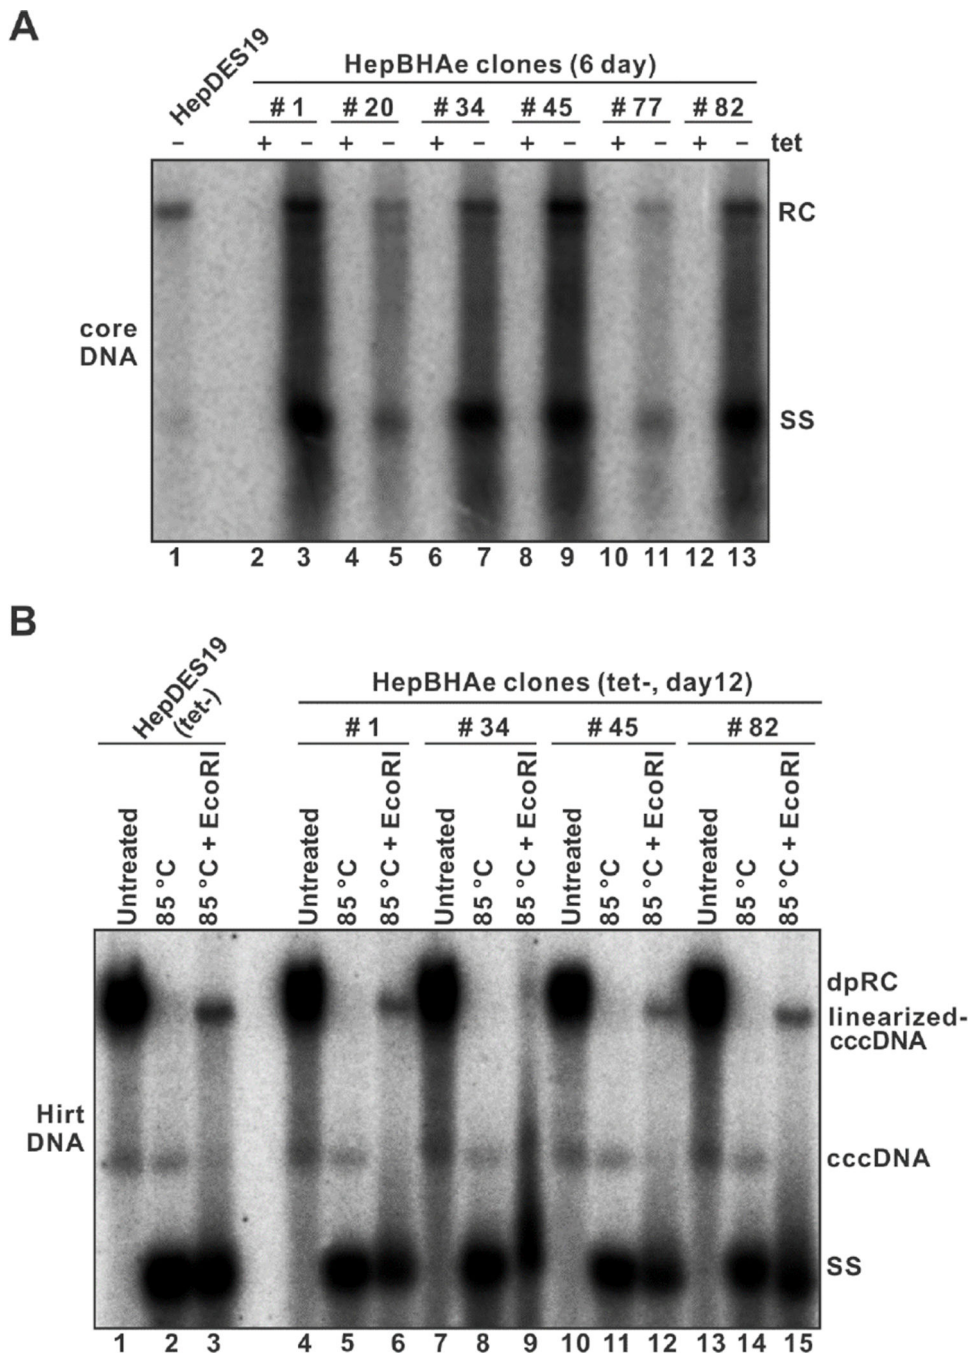 A
HepDES19
HepBHAe clones (6 day)
# 1 # 20 # 34 # 45 # 77 # 82
− + − + − + − + − + − + − tet
RC
core
DNA
SS
1 2 3 4 5 6 7 8 9 10 11 12 13
B
HepDES19
(tet-)
HepBHAe clones (tet-, day12)
# 1 # 34 # 45 # 82
Untreated 85 °C 85 °C + EcoRI Untreated 85 °C 85 °C + EcoRI Untreated 85 °C 85 °C + EcoRI Untreated 85 °C 85 °C + EcoRI Untreated 85 °C 85 °C + EcoRI
dpRC
linearized-
cccDNA
Hirt
DNA
cccDNA
SS
1 2 3 4 5 6 7 8 9 10 11 12 13 14 15